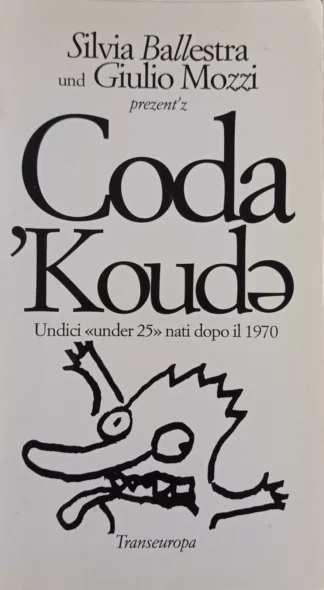 Silvia Ballestra
und Giulio Mozzi
prezent'z
Coda
'Koudə
Undici «under 25» nati dopo il 1970
Transeuropa